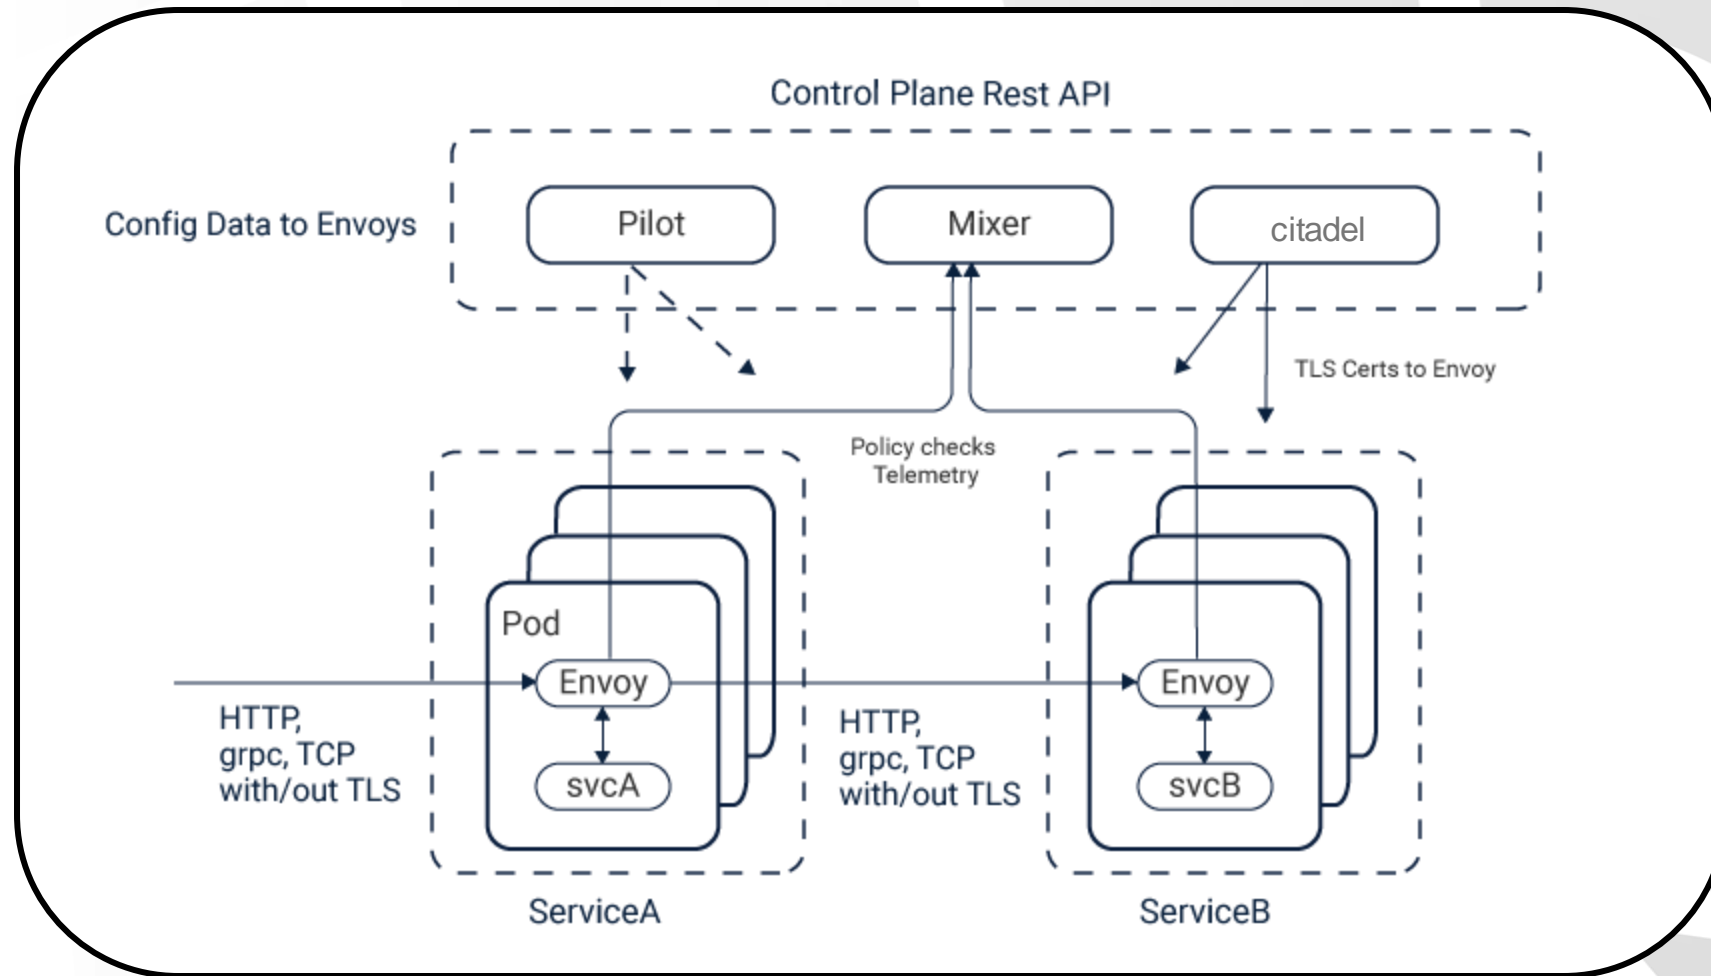 Control Plane Rest API
Config Data to Envoys
Pilot
Mixer
citadel
TLS Certs to Envoy
Policy checks
Telemetry
Pod
Envoy
Envoy
HTTP,
grpc, TCP
with/out TLS
HTTP,
grpc, TCP
with/out TLS
svcA
svcB
ServiceA
ServiceB